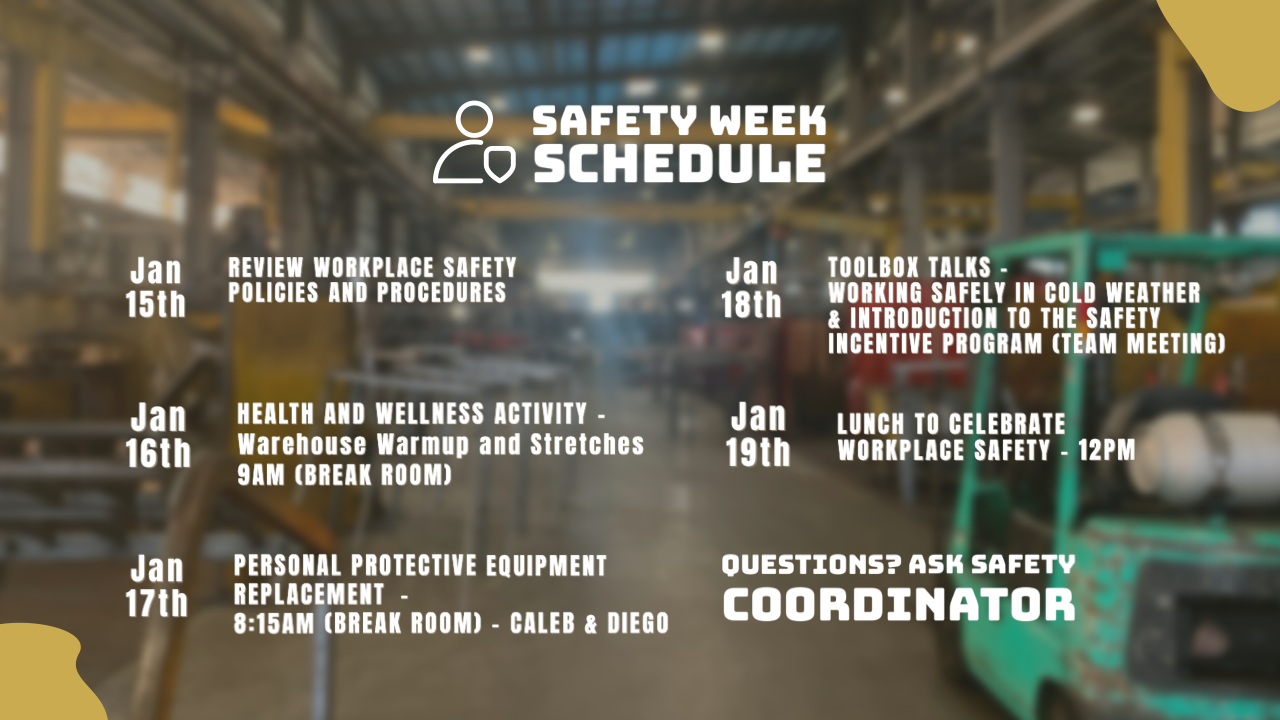 SAFETY WEEK
SCHEDULE
Jan
15th
REVIEW WORKPLACE SAFETY
POLICIES AND PROCEDURES
Jan
16th
HEALTH AND WELLNESS ACTIVITY -
Warehouse Warmup and Stretches
9AM (BREAK ROOM)
Jan
17th
PERSONAL PROTECTIVE EQUIPMENT
REPLACEMENT -
8:15AM (BREAK ROOM) - CALEB & DIEGO
Jan
18th
TOOLBOX TALKS -
WORKING SAFELY IN COLD WEATHER
& INTRODUCTION TO THE SAFETY
INCENTIVE PROGRAM (TEAM MEETING)
Jan
19th
LUNCH TO CELEBRATE
WORKPLACE SAFETY - 12PM
QUESTIONS? ASK SAFETY
COORDINATOR